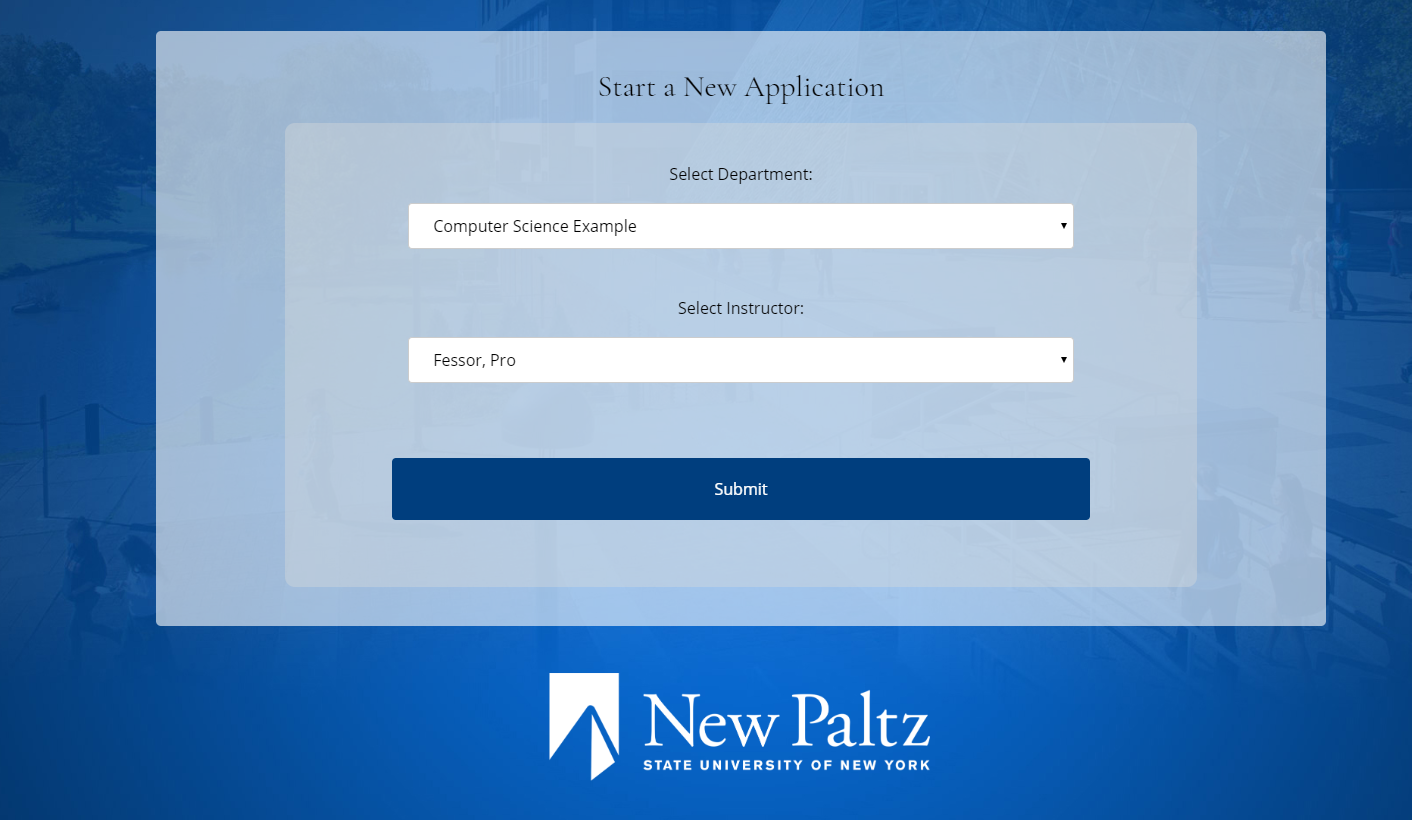 Start a New Application
Select Department:
Computer Science Example
Select Instructor:
Fessor, Pro
Submit
New Paltz
STATE UNIVERSITY OF NEW YORK